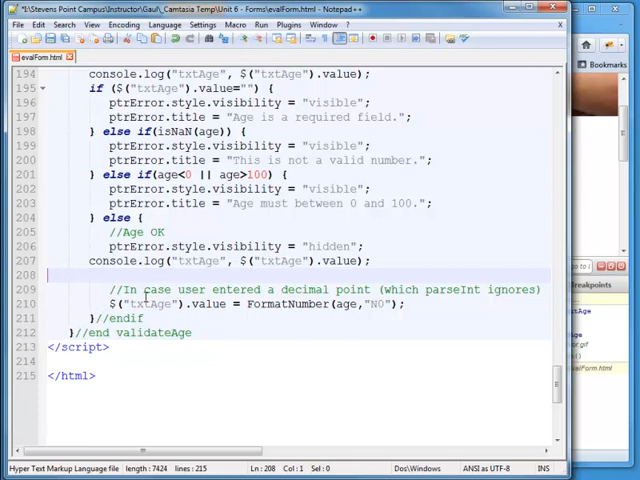 *I:\Stevens Point Campus\Instructor\Gaul\_Camtasia Temp\Unit 6 - Forms\evalForm.html - Notepad++
File Edit Search View Encoding Language Settings Macro Run Plugins Window ?
evalForm.html
194 console.log("txtAge", $("txtAge").value);
195 if ($("txtAge").value="") {
196 ptrError.style.visibility = "visible";
197 ptrError.title = "Age is a required field.";
198 } else if(isNaN(age)) {
199 ptrError.style.visibility = "visible";
200 ptrError.title = "This is not a valid number.";
201 } else if(age<0 || age>100) {
202 ptrError.style.visibility = "visible";
203 ptrError.title = "Age must between 0 and 100.";
204 } else {
205 //Age OK
206 ptrError.style.visibility = "hidden";
207 console.log("txtAge", $("txtAge").value);
208
209 //In case user entered a decimal point (which parseInt ignores)
210 $("txtAge").value = FormatNumber(age,"N0");
211 }//endif
212 }//end validateAge
213 </script>
214
215 </html>
Hyper Text Markup Language file length : 7424 lines : 215 Ln : 208 Col : 1 Sel : 0 Dos\Windows ANSI as UTF-8 INS
Bookmarks
Breakpoints
xtAge
Age
or.gif
evalForm.html